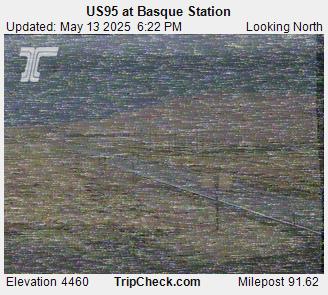 US95 at Basque Station
Updated: May 13 2025  6:22 PM Looking North
Elevation 4460 TripCheck.com Milepost 91.62